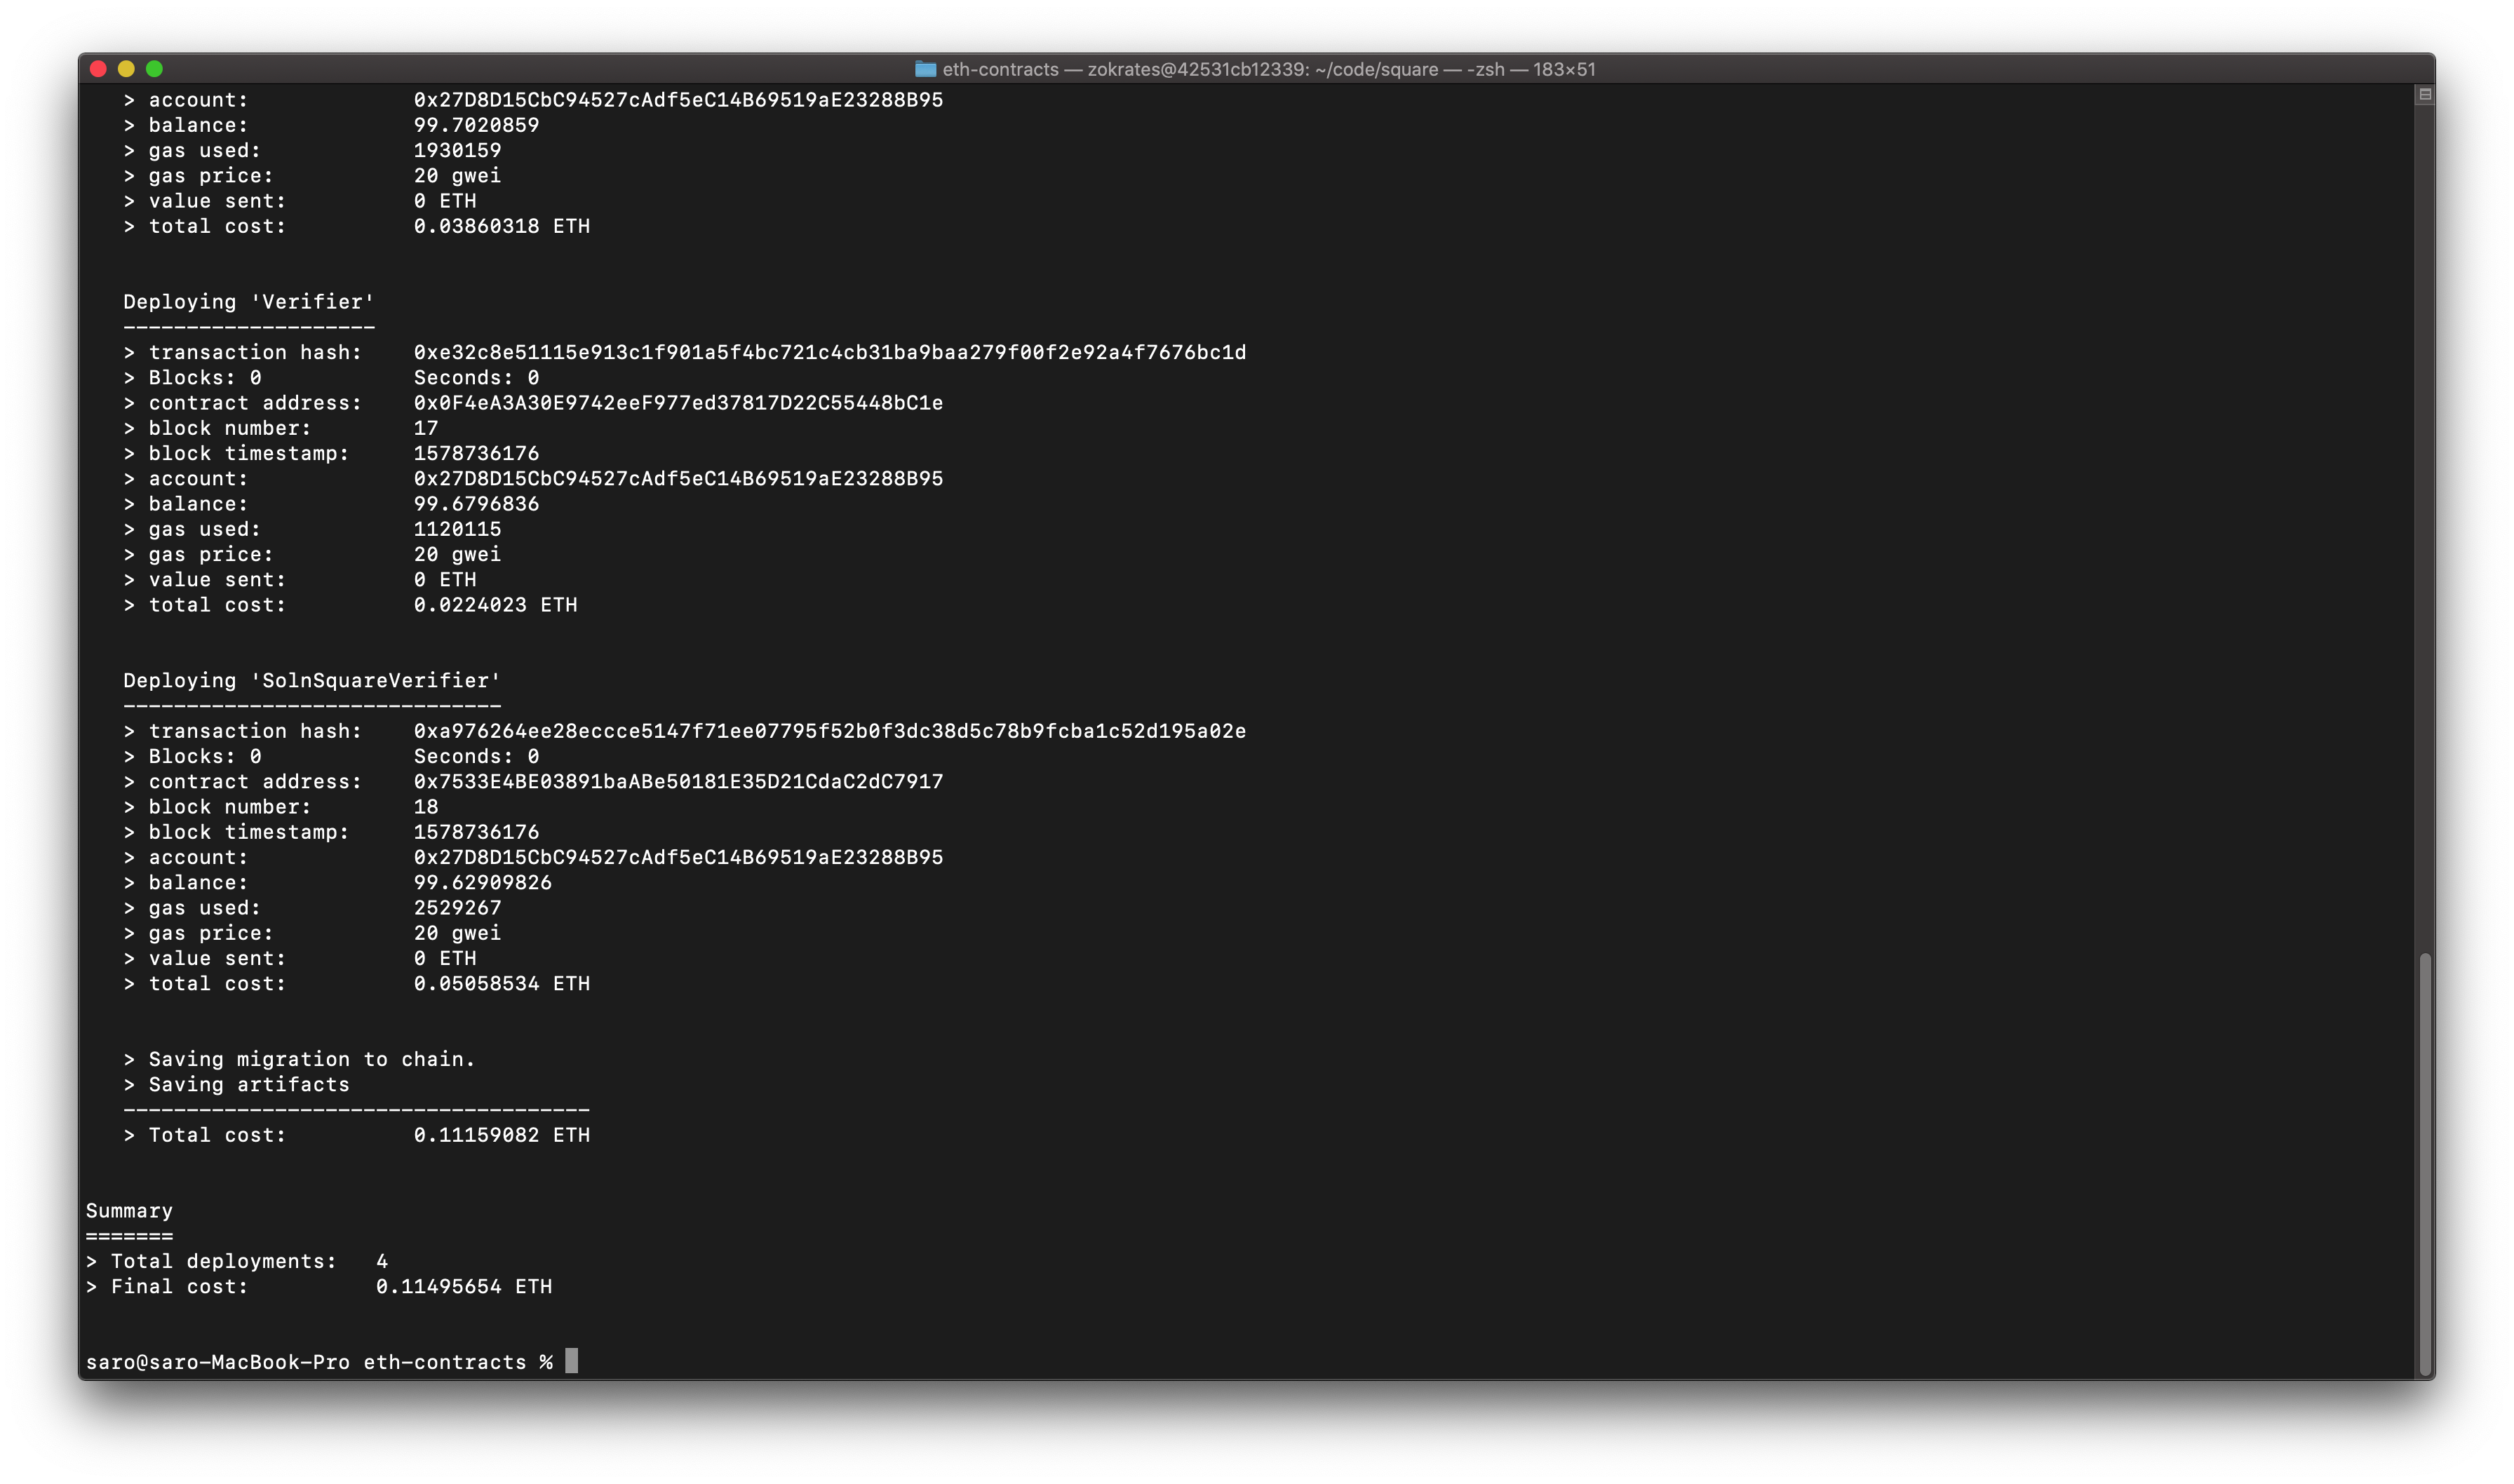 eth-contracts — zokrates@42531cb12339: ~/code/square — -zsh — 183×51
> account: 0x27D8D15CbC94527cAdf5eC14B69519aE23288B95
> balance: 99.7020859
> gas used: 1930159
> gas price: 20 gwei
> value sent: 0 ETH
> total cost: 0.03860318 ETH
Deploying 'Verifier'
--------------------
> transaction hash: 0xe32c8e51115e913c1f901a5f4bc721c4cb31ba9baa279f00f2e92a4f7676bc1d
> Blocks: 0 Seconds: 0
> contract address: 0x0F4eA3A30E9742eeF977ed37817D22C55448bC1e
> block number: 17
> block timestamp: 1578736176
> account: 0x27D8D15CbC94527cAdf5eC14B69519aE23288B95
> balance: 99.6796836
> gas used: 1120115
> gas price: 20 gwei
> value sent: 0 ETH
> total cost: 0.0224023 ETH
Deploying 'SolnSquareVerifier'
------------------------------
> transaction hash: 0xa976264ee28eccce5147f71ee07795f52b0f3dc38d5c78b9fcba1c52d195a02e
> Blocks: 0 Seconds: 0
> contract address: 0x7533E4BE03891baABe50181E35D21CdaC2dC7917
> block number: 18
> block timestamp: 1578736176
> account: 0x27D8D15CbC94527cAdf5eC14B69519aE23288B95
> balance: 99.62909826
> gas used: 2529267
> gas price: 20 gwei
> value sent: 0 ETH
> total cost: 0.05058534 ETH
> Saving migration to chain.
> Saving artifacts
-------------------------------------
> Total cost: 0.11159082 ETH
Summary
=======
> Total deployments: 4
> Final cost: 0.11495654 ETH
saro@saro-MacBook-Pro eth-contracts %